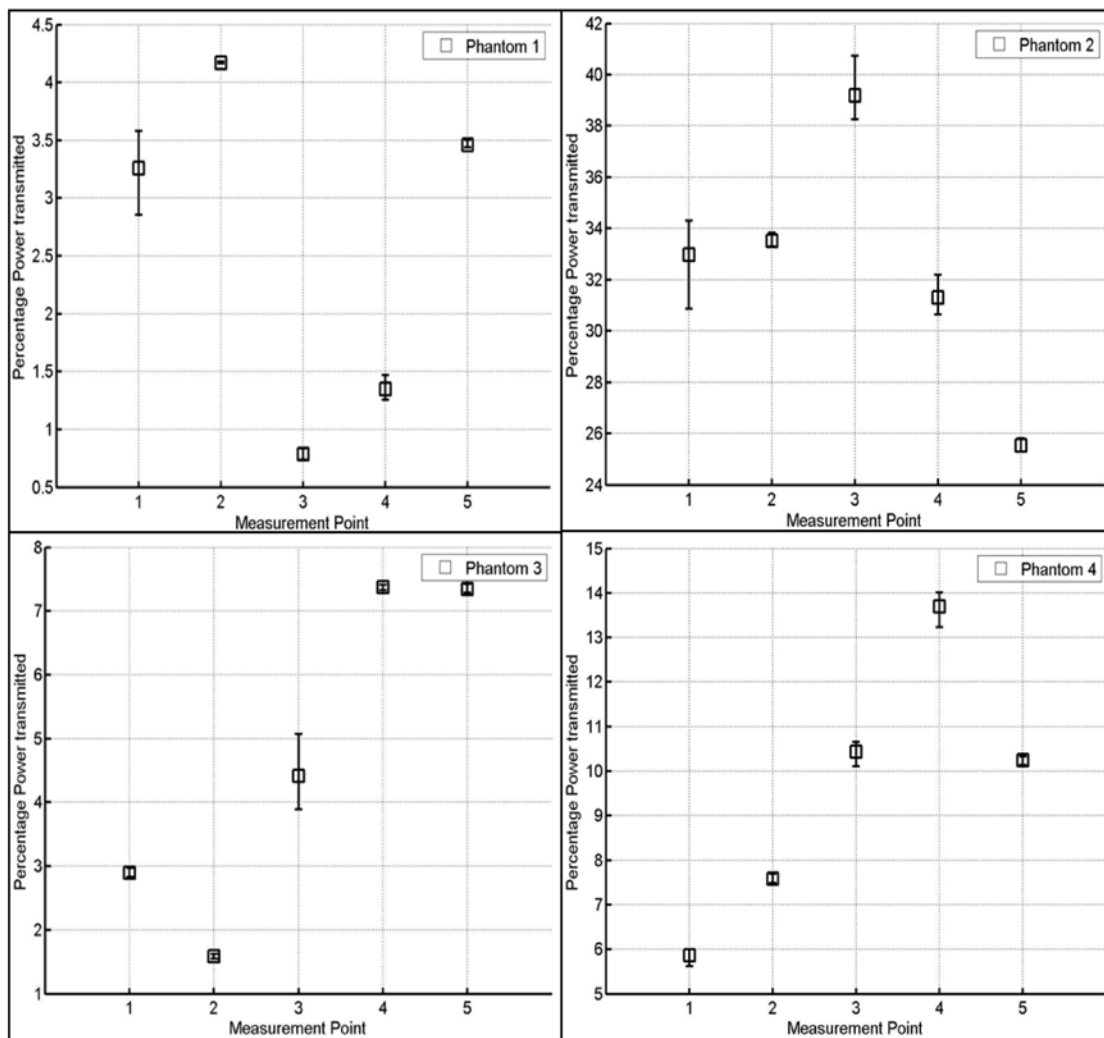 Phantom 1
Percentage Power transmitted
4.5
4
3.5
3
2.5
2
1.5
1
0.5
1 2 3 4 5
Measurement Point
Phantom 2
Percentage Power transmitted
42
40
38
36
34
32
30
28
26
24
1 2 3 4 5
Measurement Point
Phantom 3
Percentage Power transmitted
8
7
6
5
4
3
2
1
1 2 3 4 5
Measurement Point
Phantom 4
Percentage Power transmitted
15
14
13
12
11
10
9
8
7
6
5
1 2 3 4 5
Measurement Point